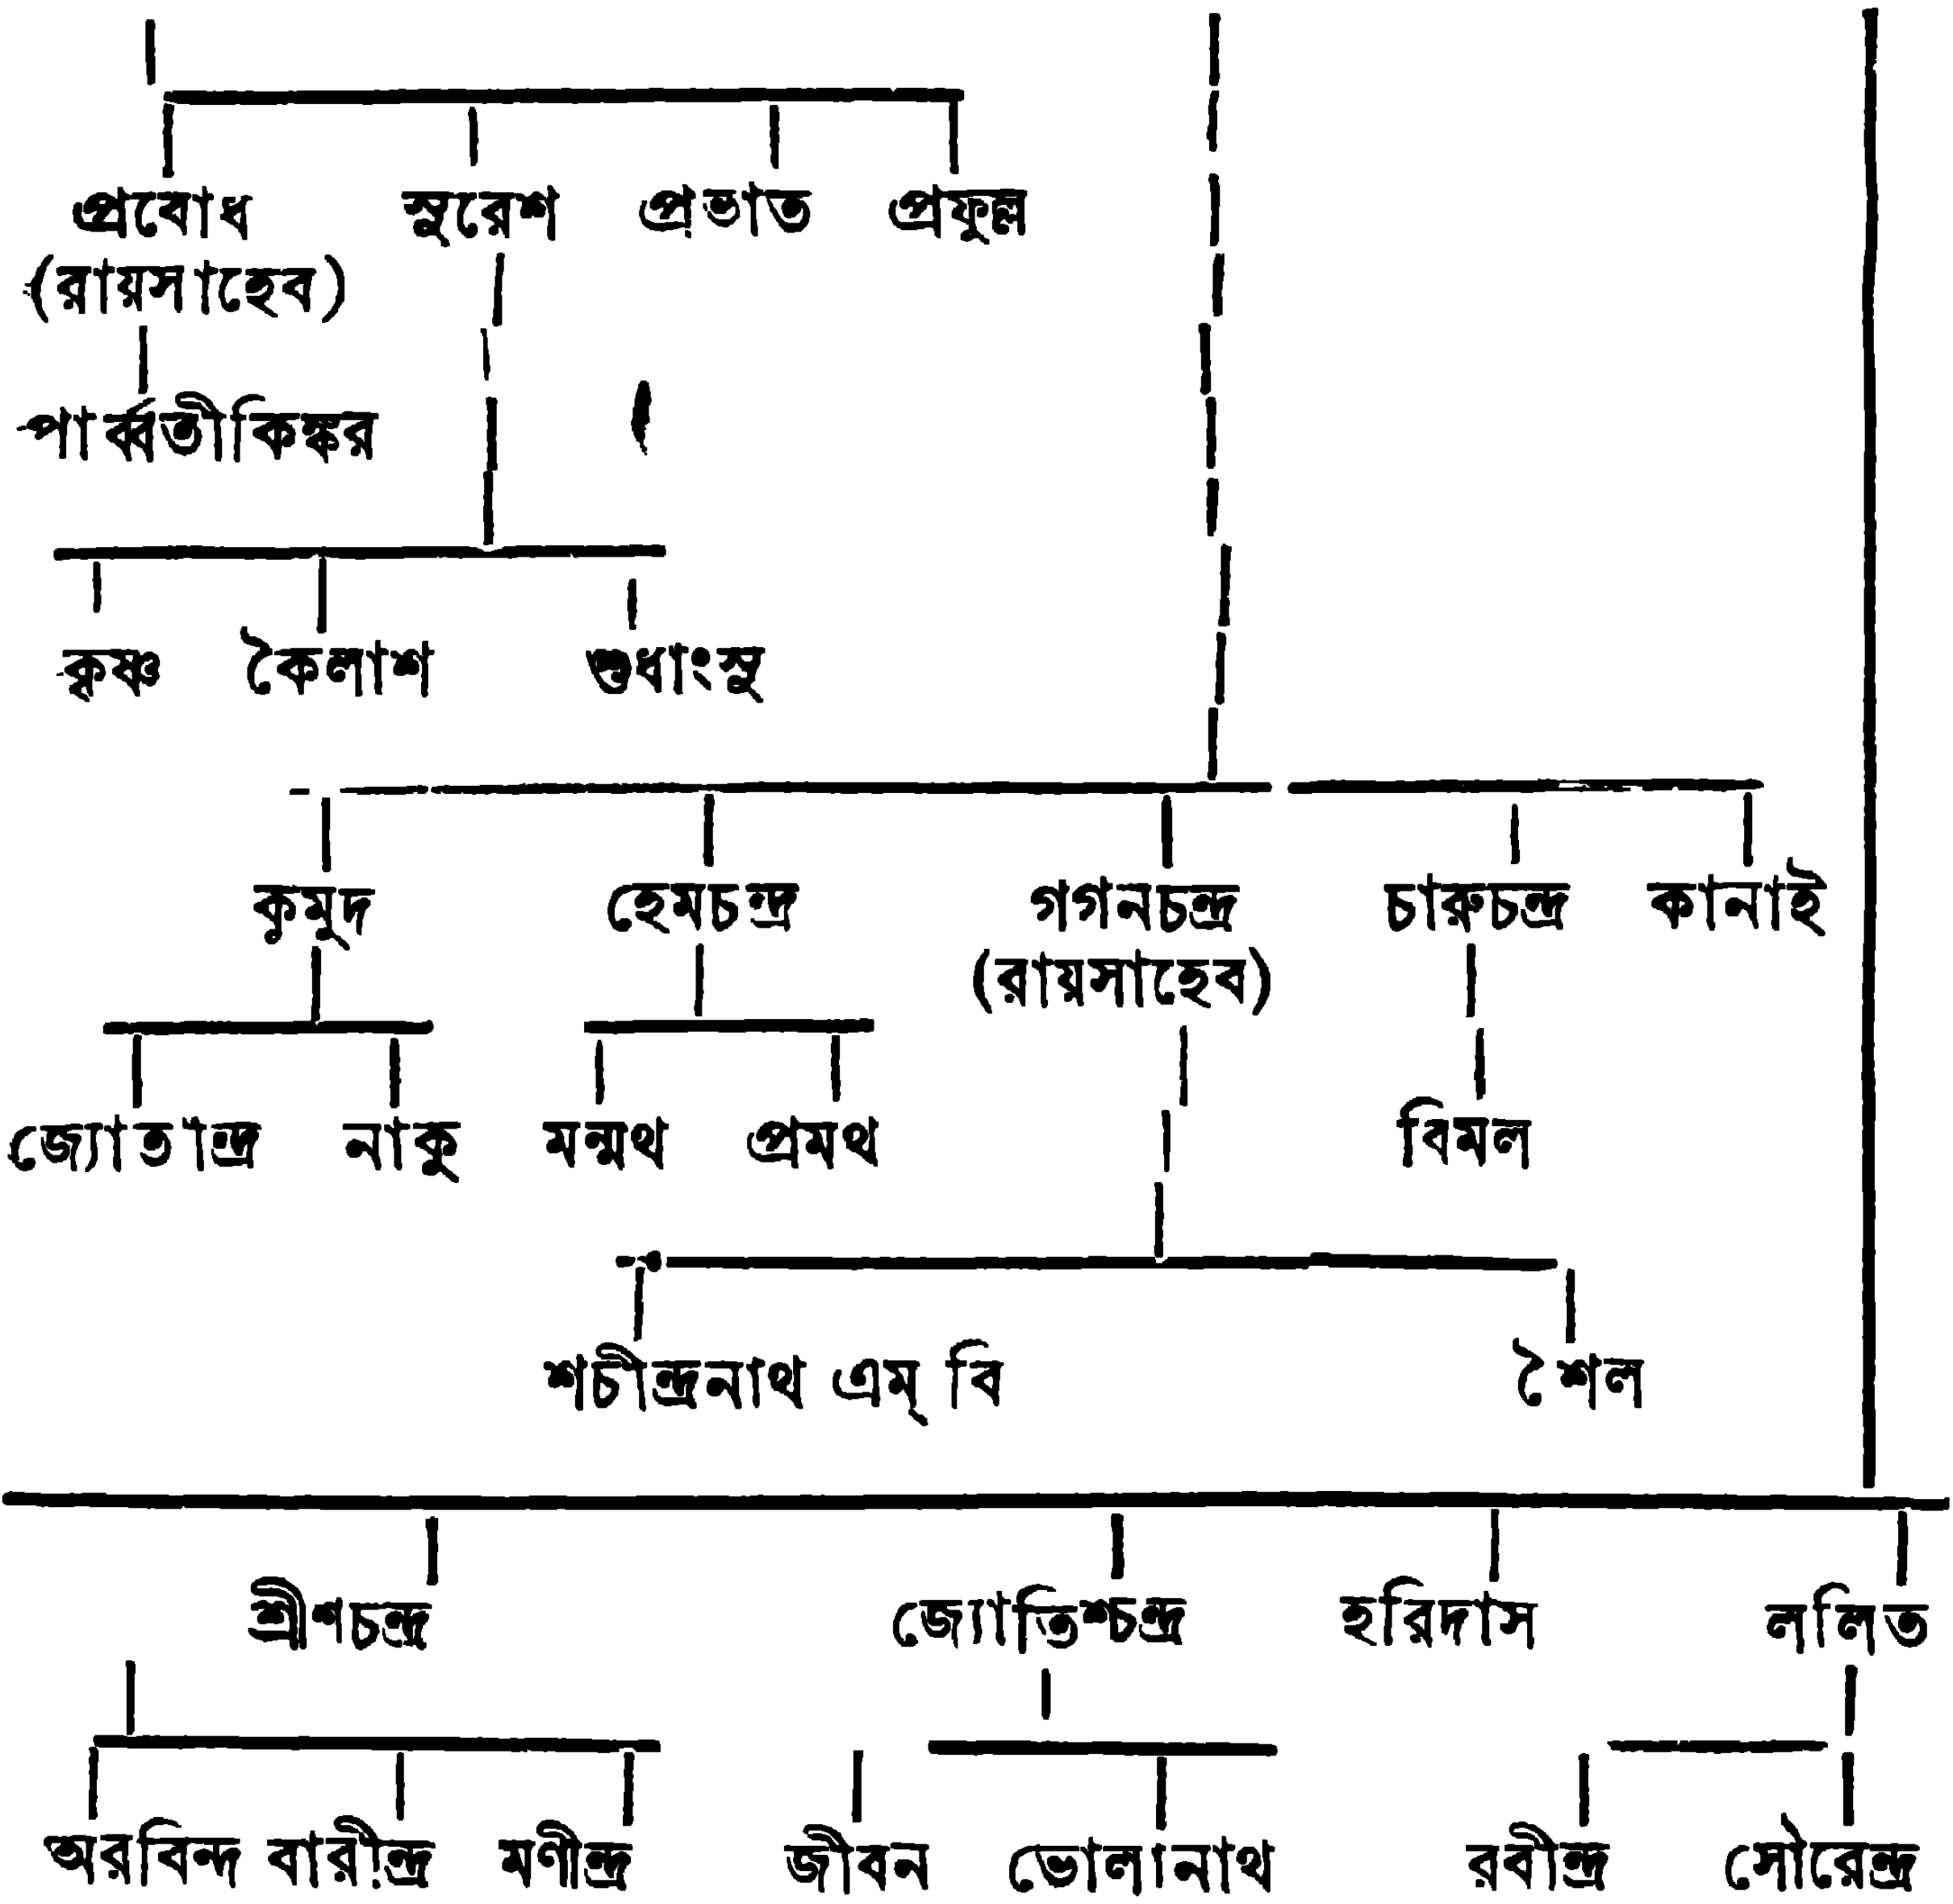 প্রবোধ সুরেশ প্রভাত প্রফুল্ল
(রায়সাহেব)
পার্ব্বতীকিঙ্কর
কৃষ্ণ কৈলাশ শুধাংসু
কুমুদ হেমচন্দ্র গগনচন্দ্র চারুচন্দ্র কানাই
(রায়সাহেব)
নাকু মন্মথ প্রমথ বিমল
শচীন্দ্রনাথ এম্ বি শৈল
শ্রীশচন্দ্র জ্যোতিশ্চন্দ্র হরিদাস ললিত
অরবিন্দ বারীন্দ্র মণীন্দ্র জীবন ভোলানাথ রবীন্দ্র সৌরেন্দ্র